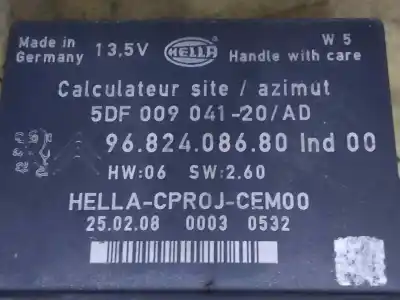 Made in
Germany
13,5V
HELLA
W 5
Handle with care
Calculateur site / azimut
5DF 009 041-20/AD
96.824.086.80 Ind 00
HW:06 SW:2.60
HELLA-CPROJ-CEM00
25.02.08 0003 0532